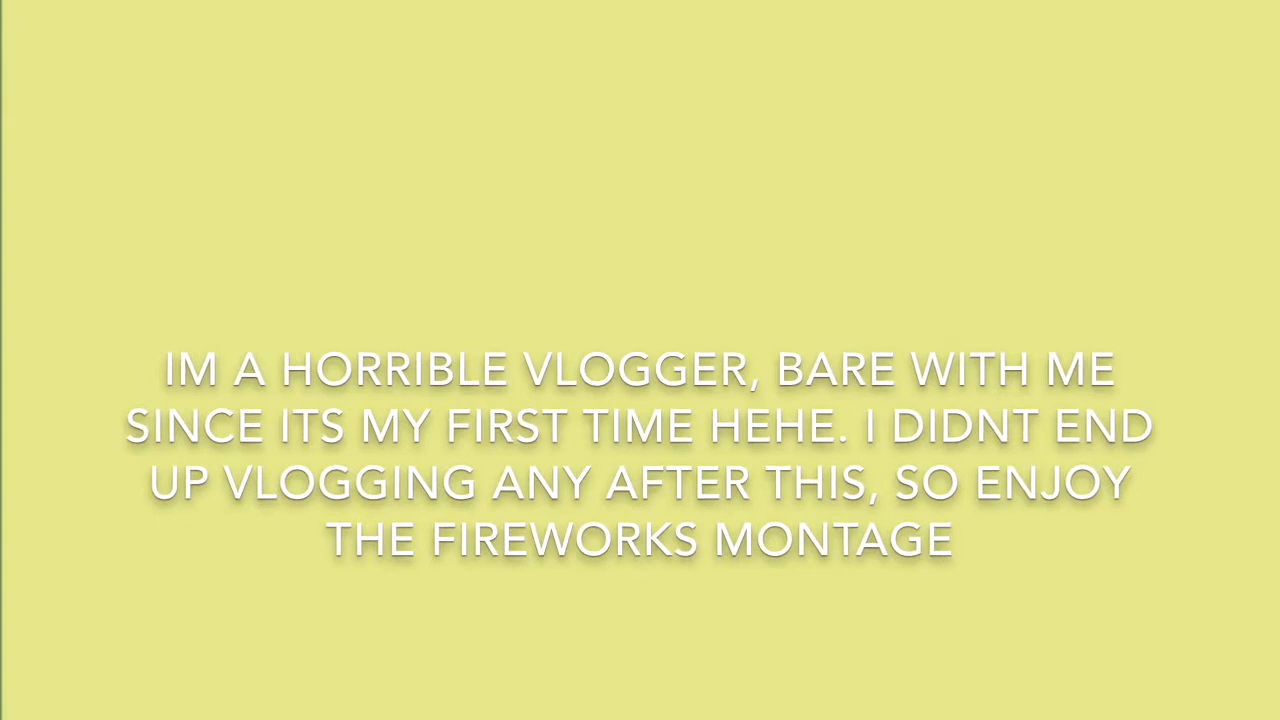 IM A HORRIBLE VLOGGER, BARE WITH ME
SINCE ITS MY FIRST TIME HEHE. I DIDNT END
UP VLOGGING ANY AFTER THIS, SO ENJOY
THE FIREWORKS MONTAGE